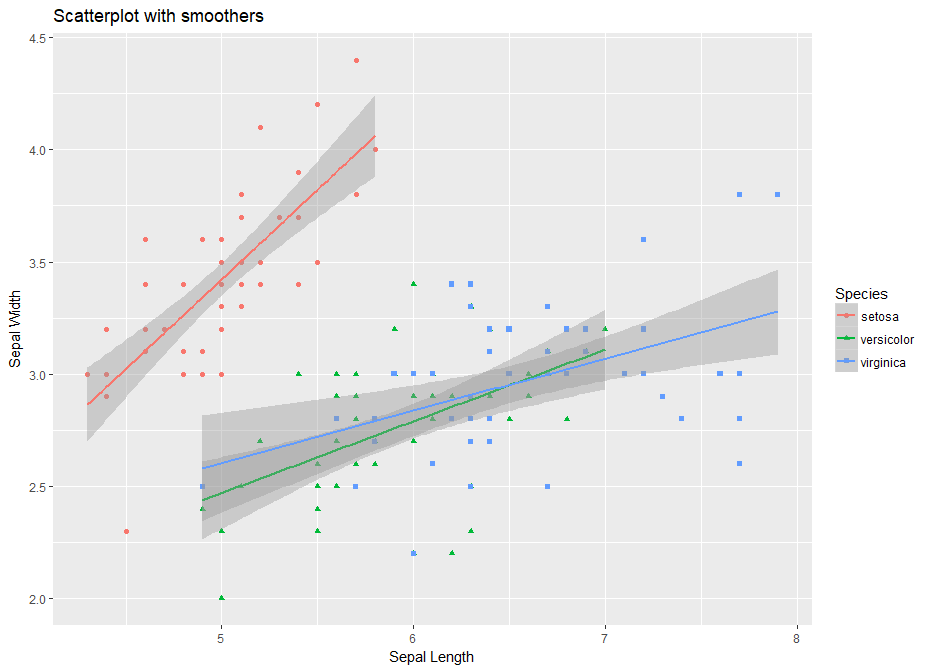 Scatterplot with smoothers
4.5
4.0
3.5
3.0
2.5
2.0
Sepal Width
5 6 7 8
Sepal Length
Species
setosa
versicolor
virginica